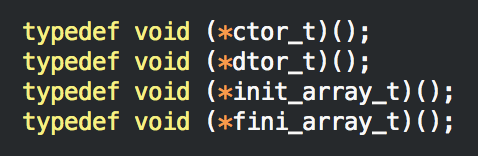 typedef void (*ctor_t)();
typedef void (*dtor_t)();
typedef void (*init_array_t)();
typedef void (*fini_array_t)();